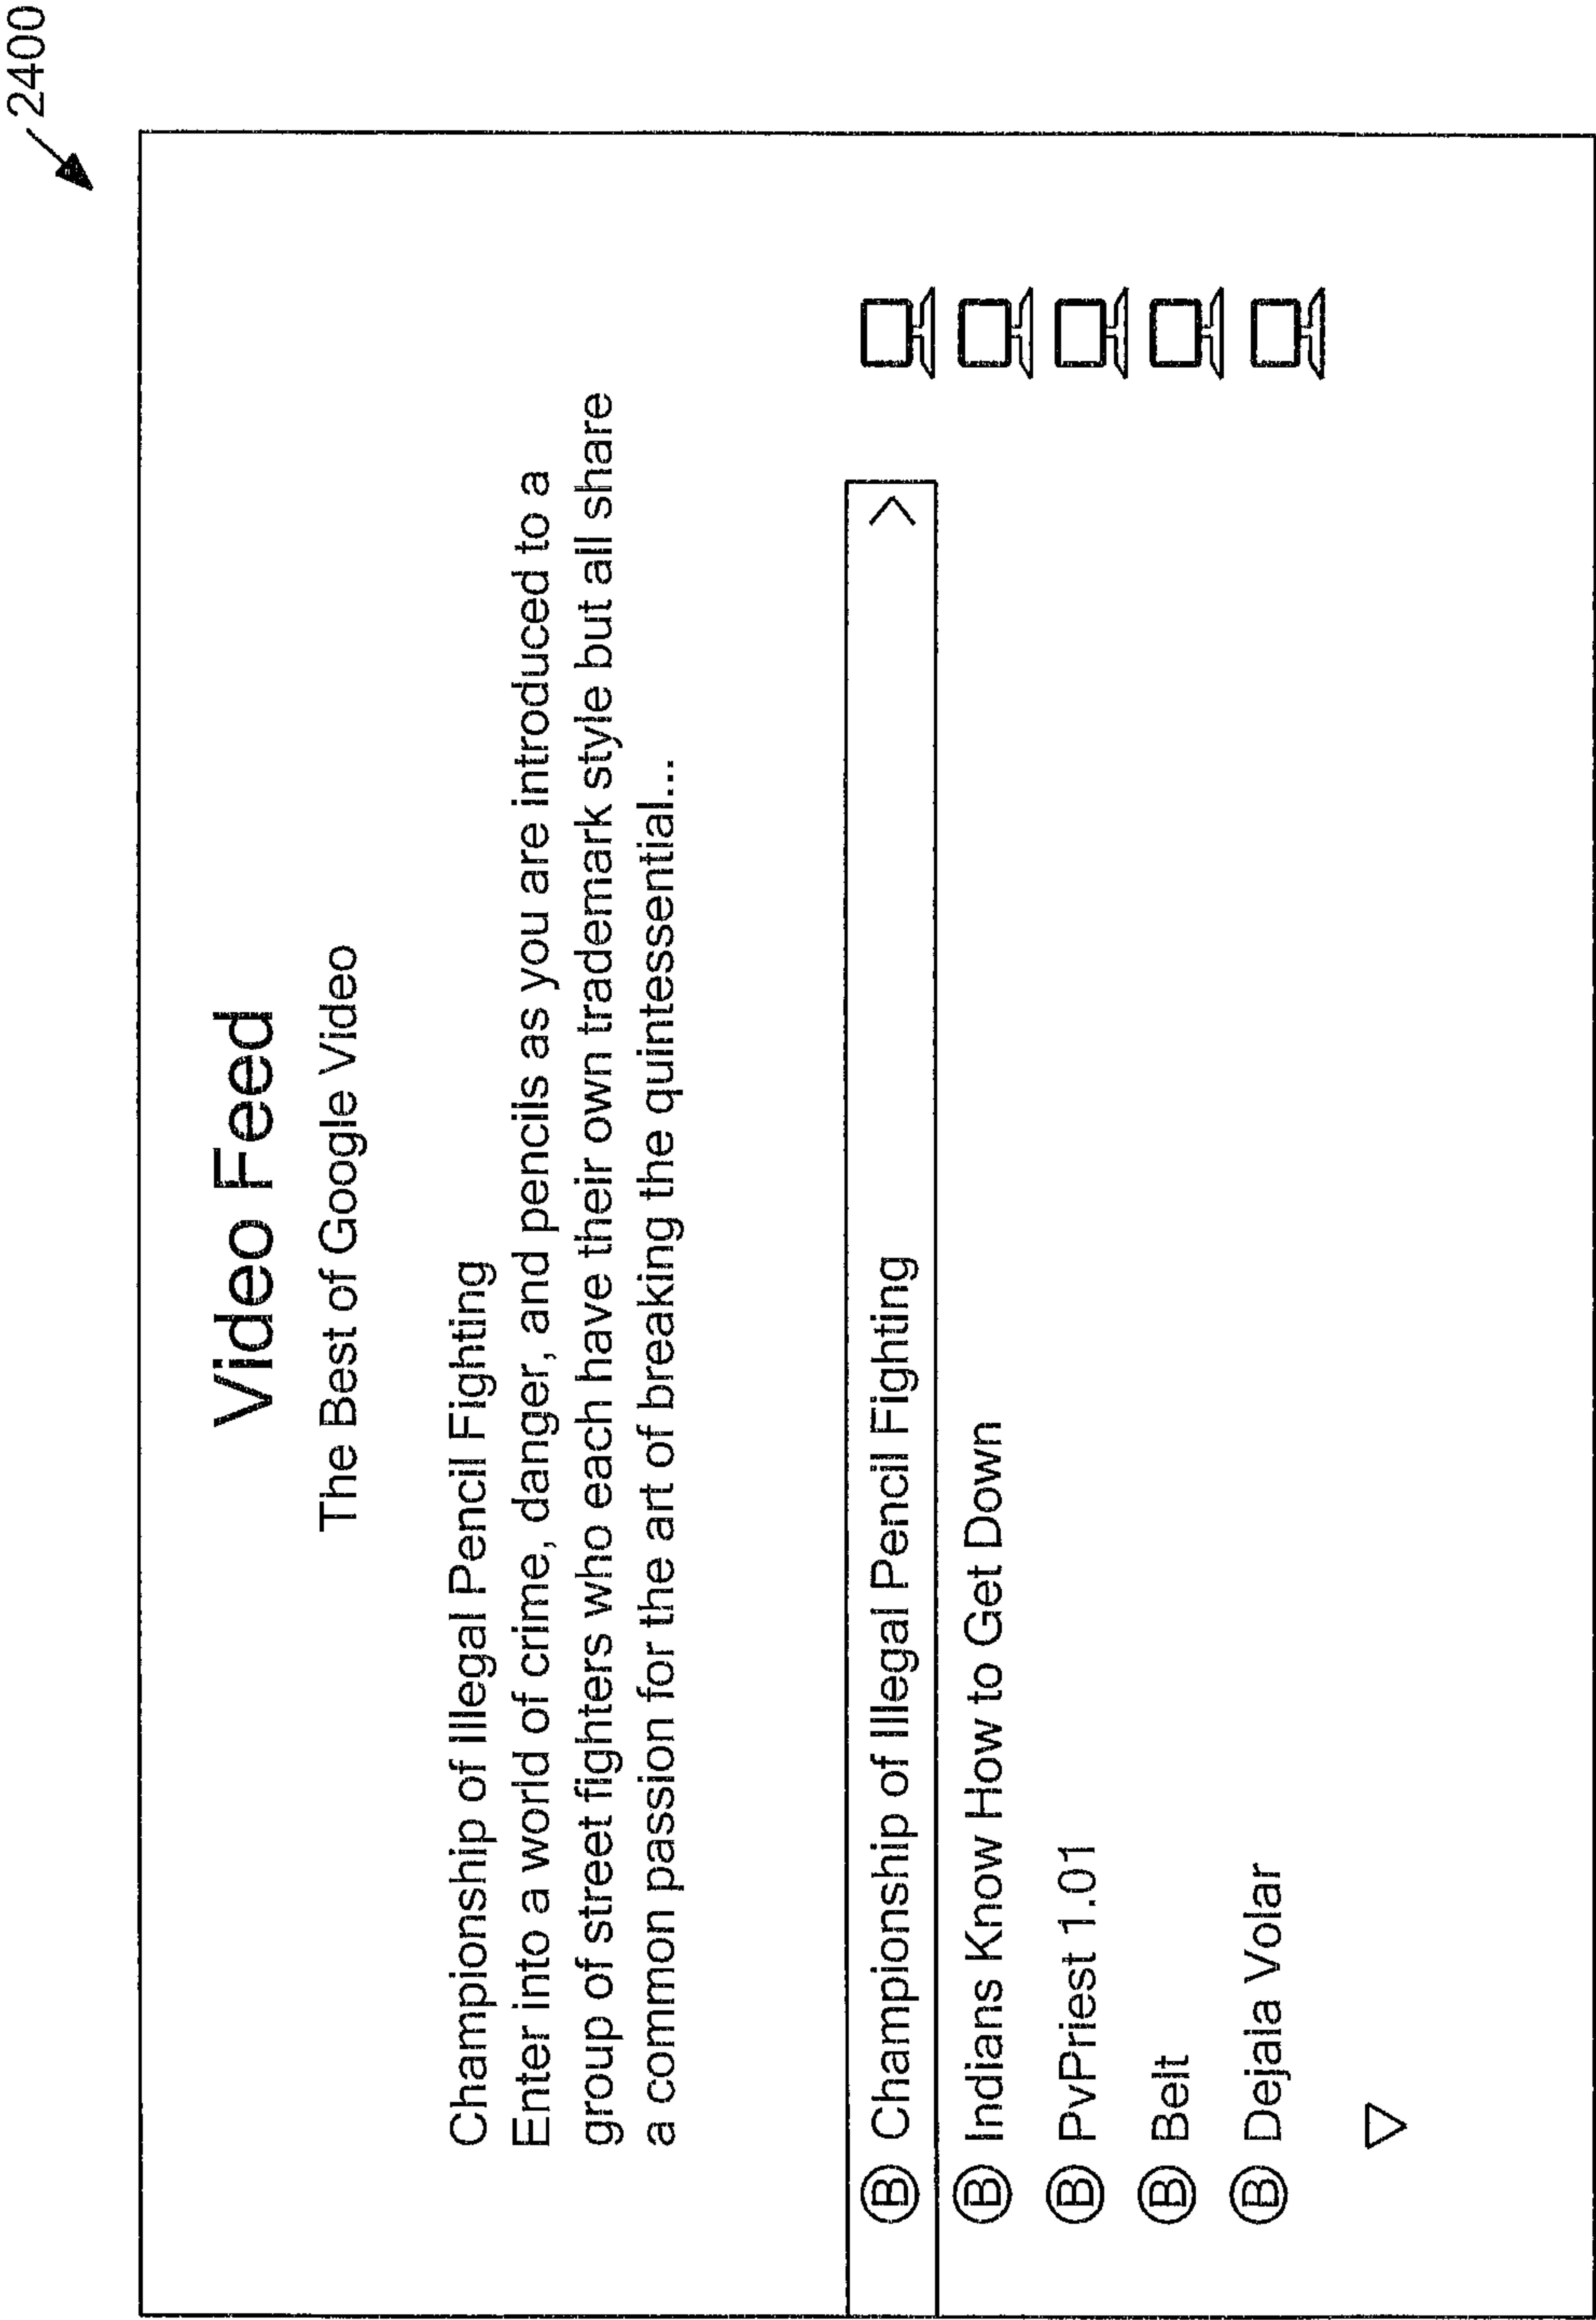 2400
Video Feed
The Best of Google Video
Championship of Illegal Pencil Fighting
Enter into a world of crime, danger, and pencils as you are introduced to a
group of street fighters who each have their own trademark style but all share
a common passion for the art of breaking the quintessential...
Ⓑ Championship of Illegal Pencil Fighting >
Ⓑ Indians Know How to Get Down
Ⓑ PvPriest 1.01
Ⓑ Belt
Ⓑ Dejala Volar